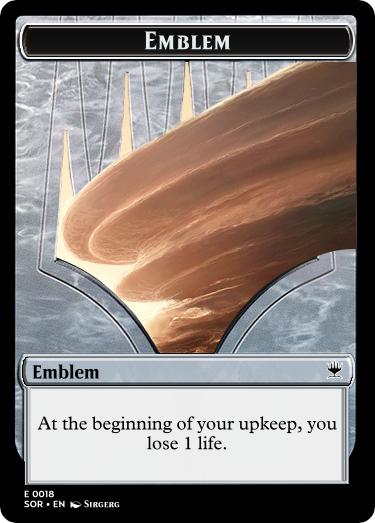 EMBLEM
Emblem
At the beginning of your upkeep, you
lose 1 life.
E 0018
SOR • EN SIRGERG